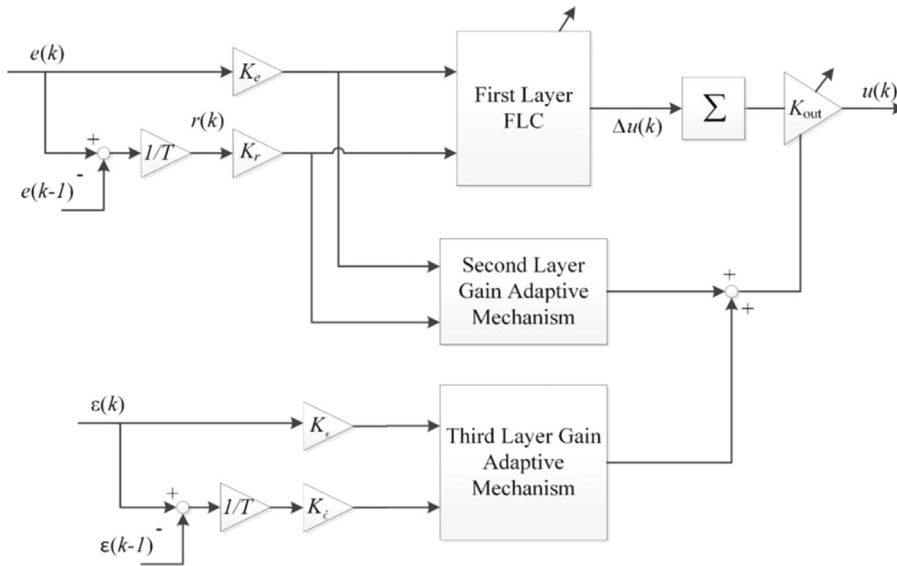 e(k)
K_e
First Layer
FLC
Δu(k)
Σ
K_out
u(k)
+
r(k)
1/T
K_r
-
e(k-1)
Second Layer
Gain Adaptive
Mechanism
+
+
ε(k)
K_ϵ
Third Layer Gain
Adaptive
Mechanism
+
1/T
K_ϵ̇
-
ε(k-1)